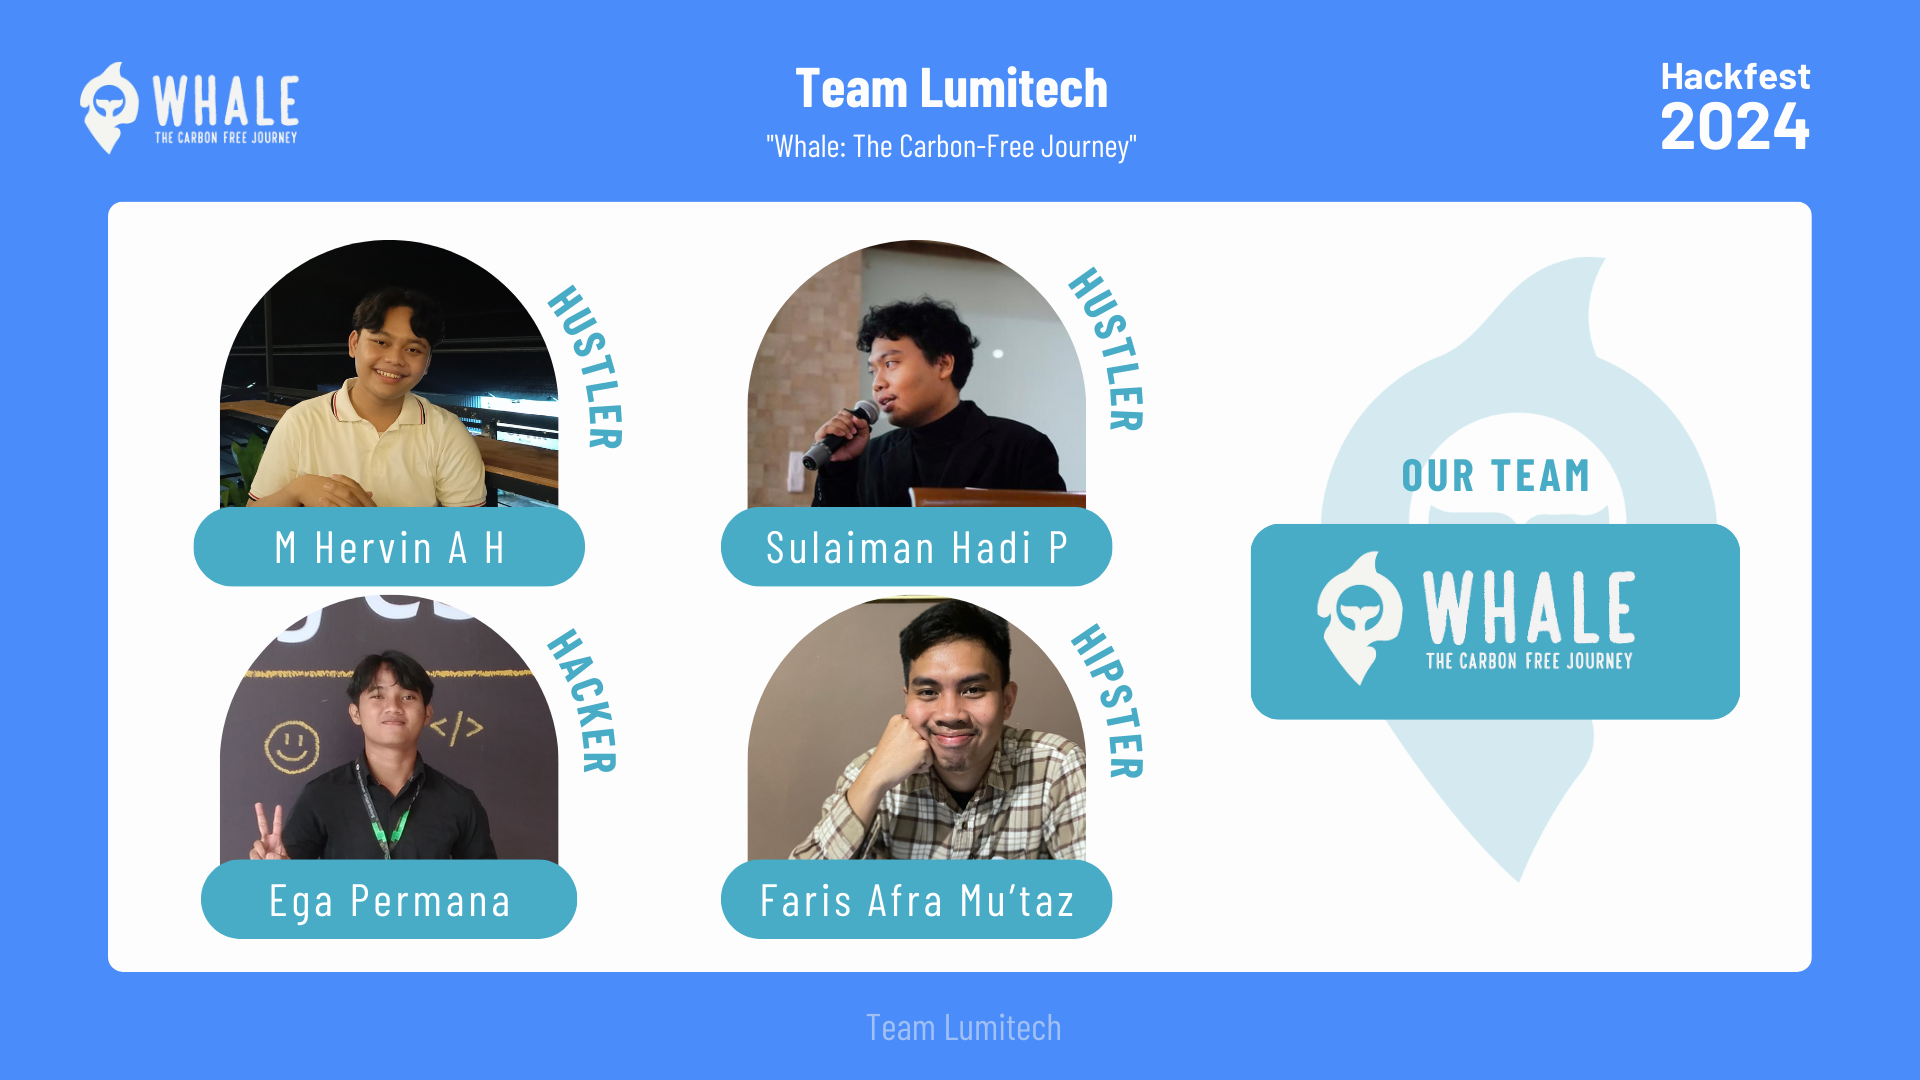 WHALE
THE CARBON FREE JOURNEY
Team Lumitech
"Whale: The Carbon-Free Journey"
Hackfest
2024
HUSTLER
M Hervin A H
HUSTLER
Sulaiman Hadi P
HACKER
</>
Ega Permana
HIPSTER
Faris Afra Mu’taz
OUR TEAM
WHALE
THE CARBON FREE JOURNEY
Team Lumitech